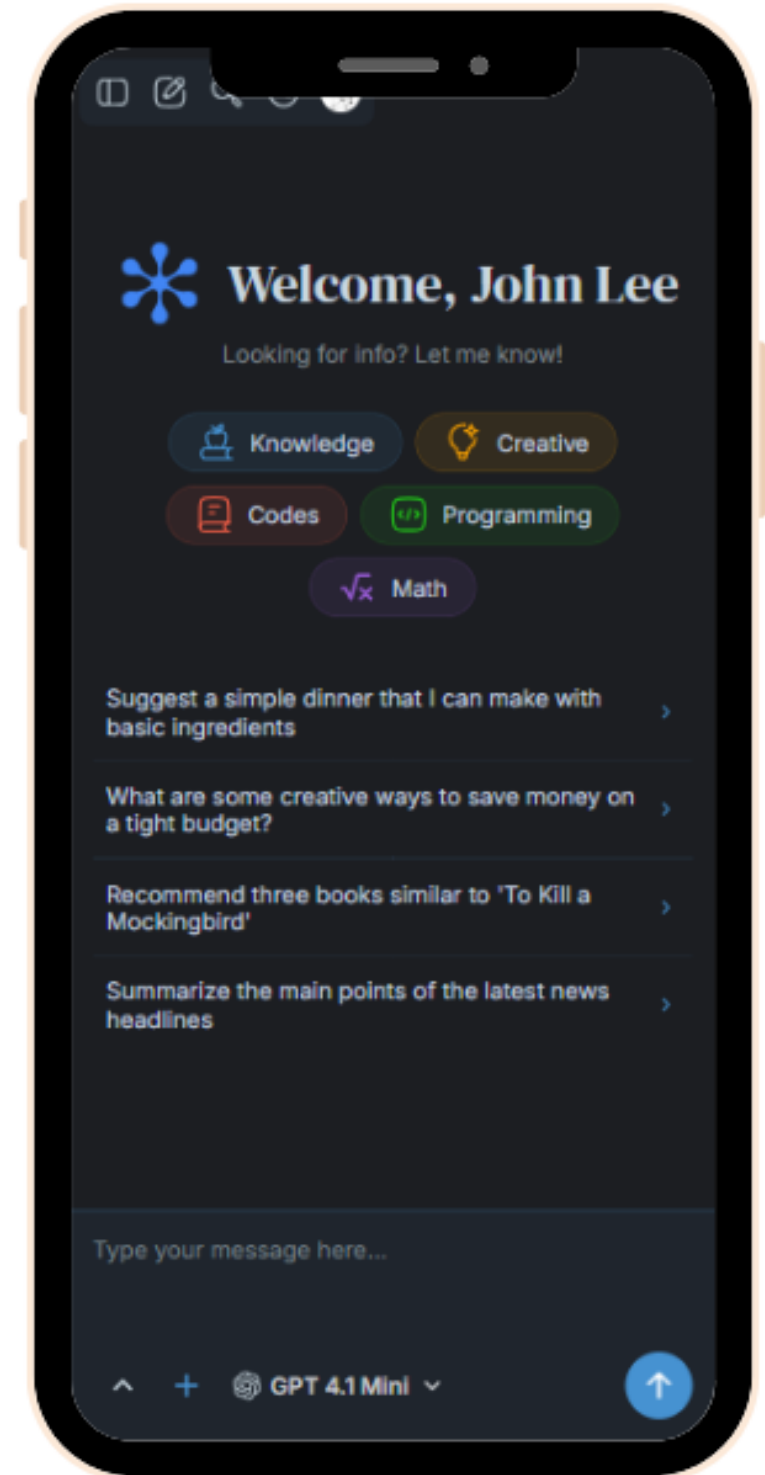 Welcome, John Lee
Looking for info? Let me know!
Knowledge
Creative
Codes
Programming
Math
Suggest a simple dinner that I can make with
basic ingredients
What are some creative ways to save money on
a tight budget?
Recommend three books similar to 'To Kill a
Mockingbird'
Summarize the main points of the latest news
headlines
Type your message here...
GPT 4.1 Mini